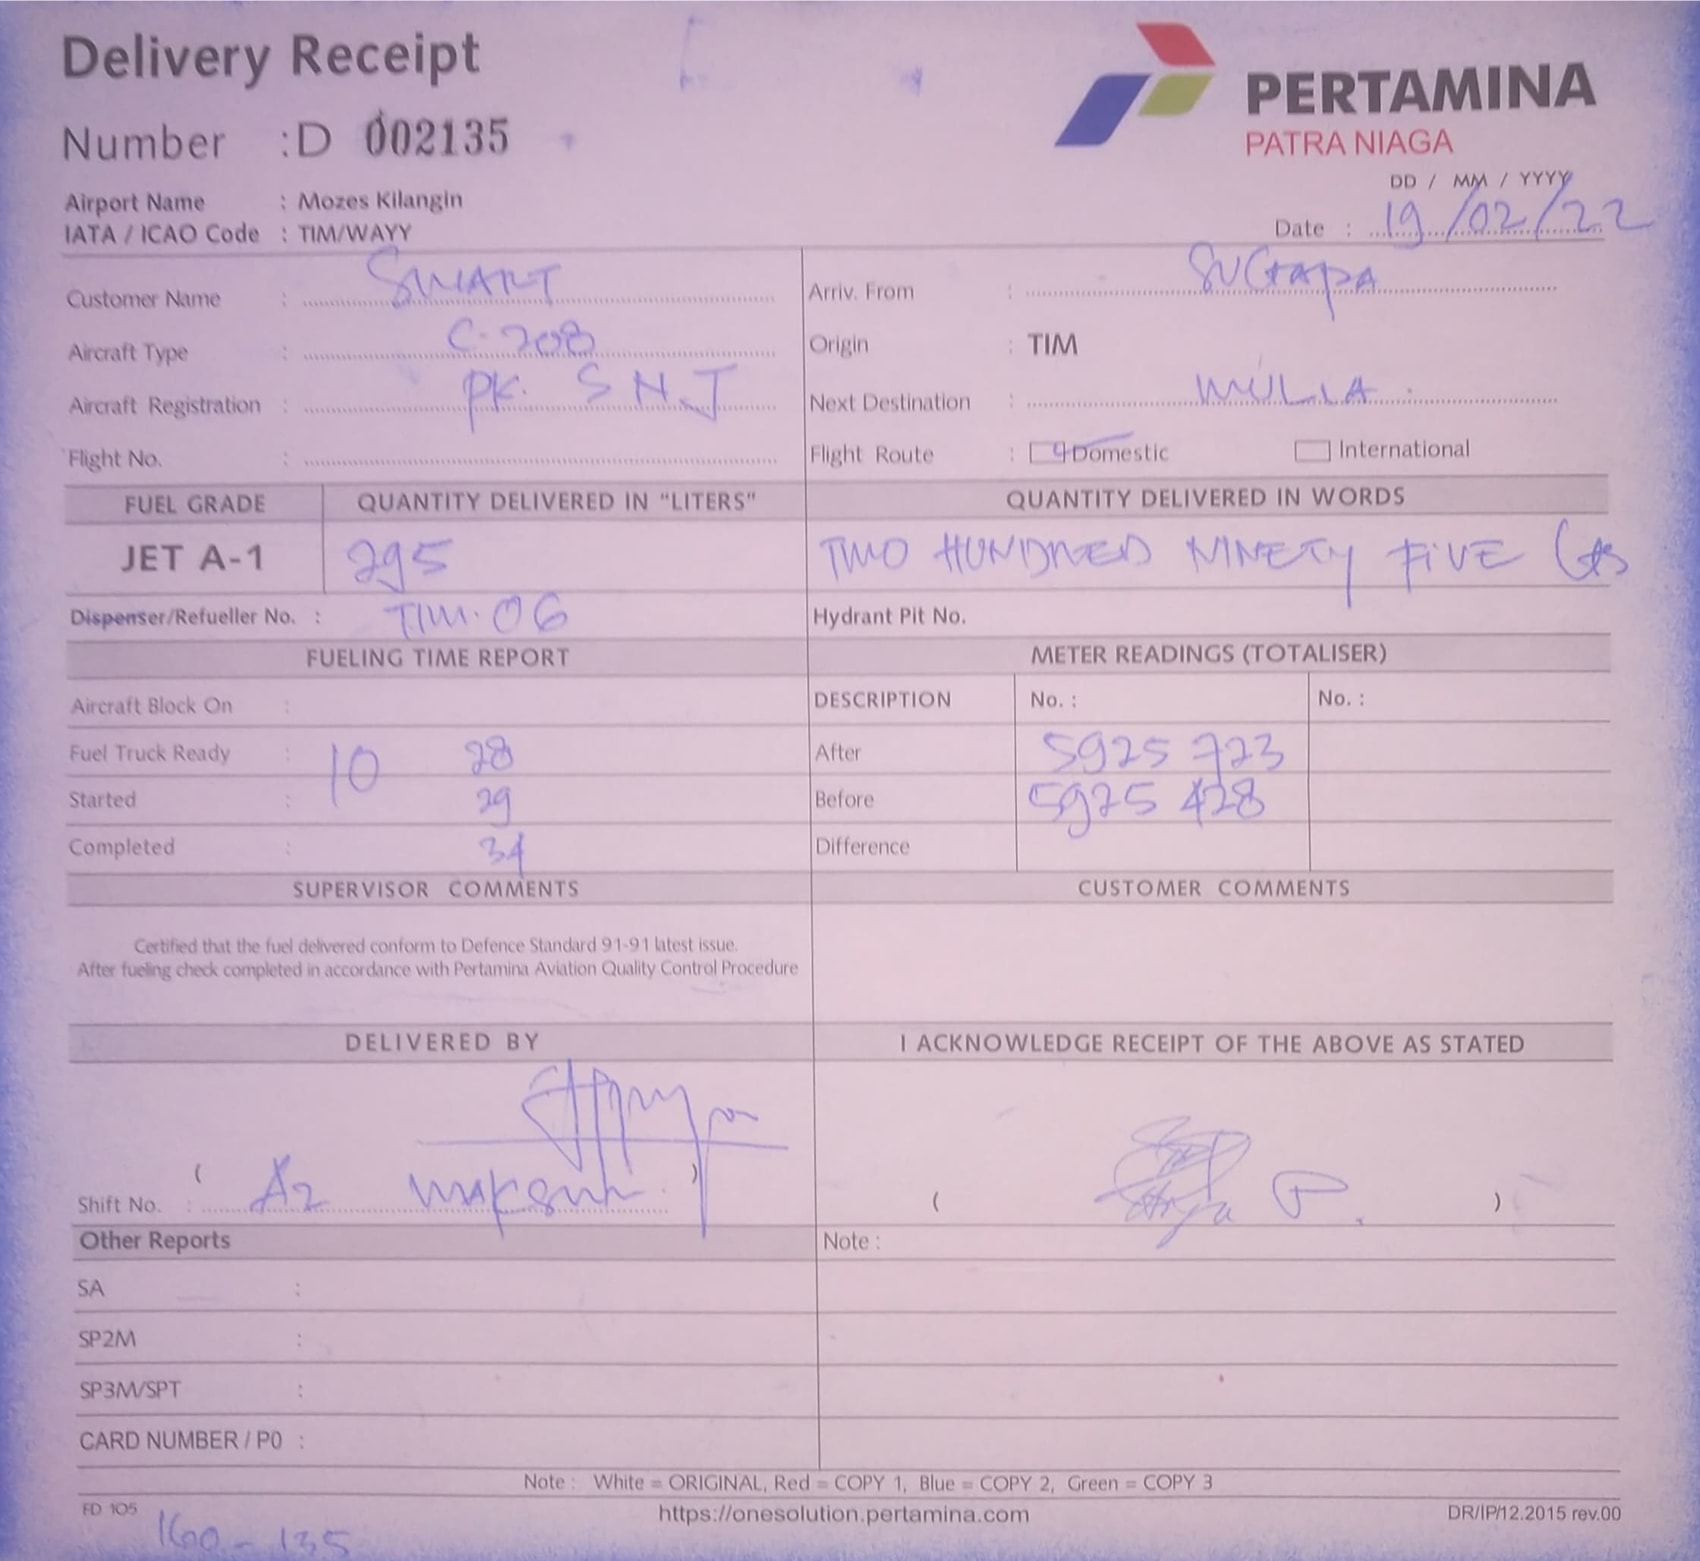 Delivery Receipt
PERTAMINA
PATRA NIAGA
Number : D 002135
DD / MM / YYYY
Airport Name : Mozes Kilangin
IATA / ICAO Code : TIM/WAYY
Date : 19/02/22
Customer Name : SMART
Arriv. From : SUGAPA
Aircraft Type : C-208
Origin : TIM
Aircraft Registration : PK. SNJ
Next Destination : MULIA
Flight No. :
Flight Route : Domestic International
FUEL GRADE QUANTITY DELIVERED IN "LITERS" QUANTITY DELIVERED IN WORDS
JET A-1 295 TWO HUNDRED NINETY FIVE
Dispenser/Refueller No. : TIM.06
Hydrant Pit No.
FUELING TIME REPORT METER READINGS (TOTALISER)
Aircraft Block On :
DESCRIPTION No. : No. :
Fuel Truck Ready : 10 28
After 5925 723
Started : 29
Before 5925 428
Completed : 34
Difference
SUPERVISOR COMMENTS CUSTOMER COMMENTS
Certified that the fuel delivered conform to Defence Standard 91-91 latest issue.
After fueling check completed in accordance with Pertamina Aviation Quality Control Procedure
DELIVERED BY I ACKNOWLEDGE RECEIPT OF THE ABOVE AS STATED
( )
Shift No. : A2
( )
Other Reports Note :
SA :
SP2M :
SP3M/SPT :
CARD NUMBER / P0 :
Note : White = ORIGINAL, Red = COPY 1, Blue = COPY 2, Green = COPY 3
FD 105 https://onesolution.pertamina.com DR/IP/12.2015 rev.00
160 - 135